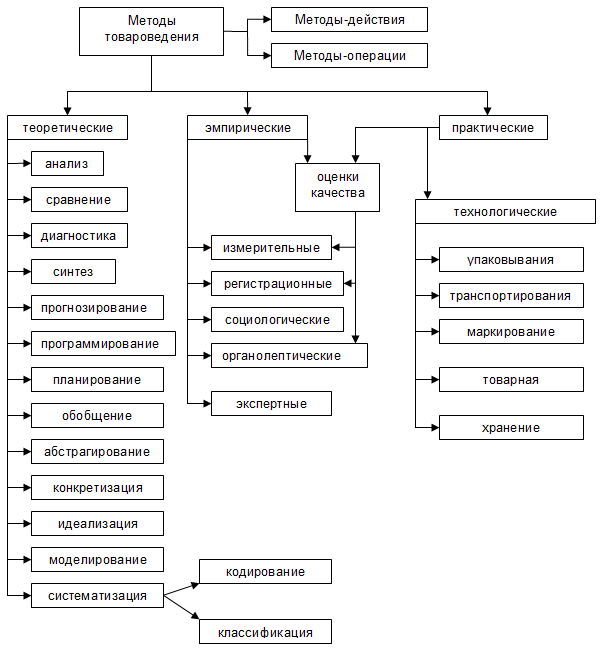 Методы
товароведения
Методы-действия
Методы-операции
теоретические
эмпирические
практические
анализ
сравнение
диагностика
синтез
прогнозирование
программирование
планирование
обобщение
абстрагирование
конкретизация
идеализация
моделирование
систематизация
кодирование
классификация
оценки
качества
измерительные
регистрационные
социологические
органолептические
экспертные
технологические
упаковывания
транспортирования
маркирование
товарная
хранение